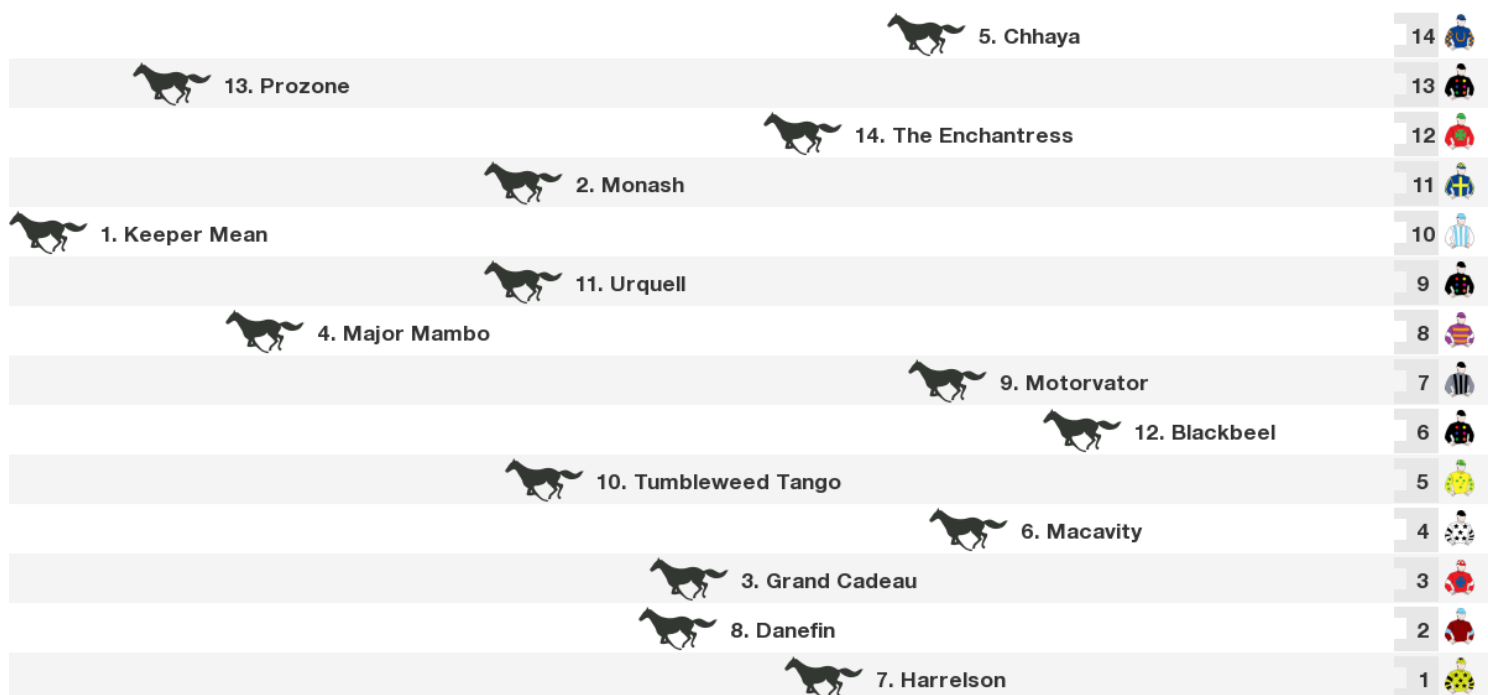 5. Chhaya 14
13. Prozone 13
14. The Enchantress 12
2. Monash 11
1. Keeper Mean 10
11. Urquell 9
4. Major Mambo 8
9. Motorvator 7
12. Blackbeel 6
10. Tumbleweed Tango 5
6. Macavity 4
3. Grand Cadeau 3
8. Danefin 2
7. Harrelson 1